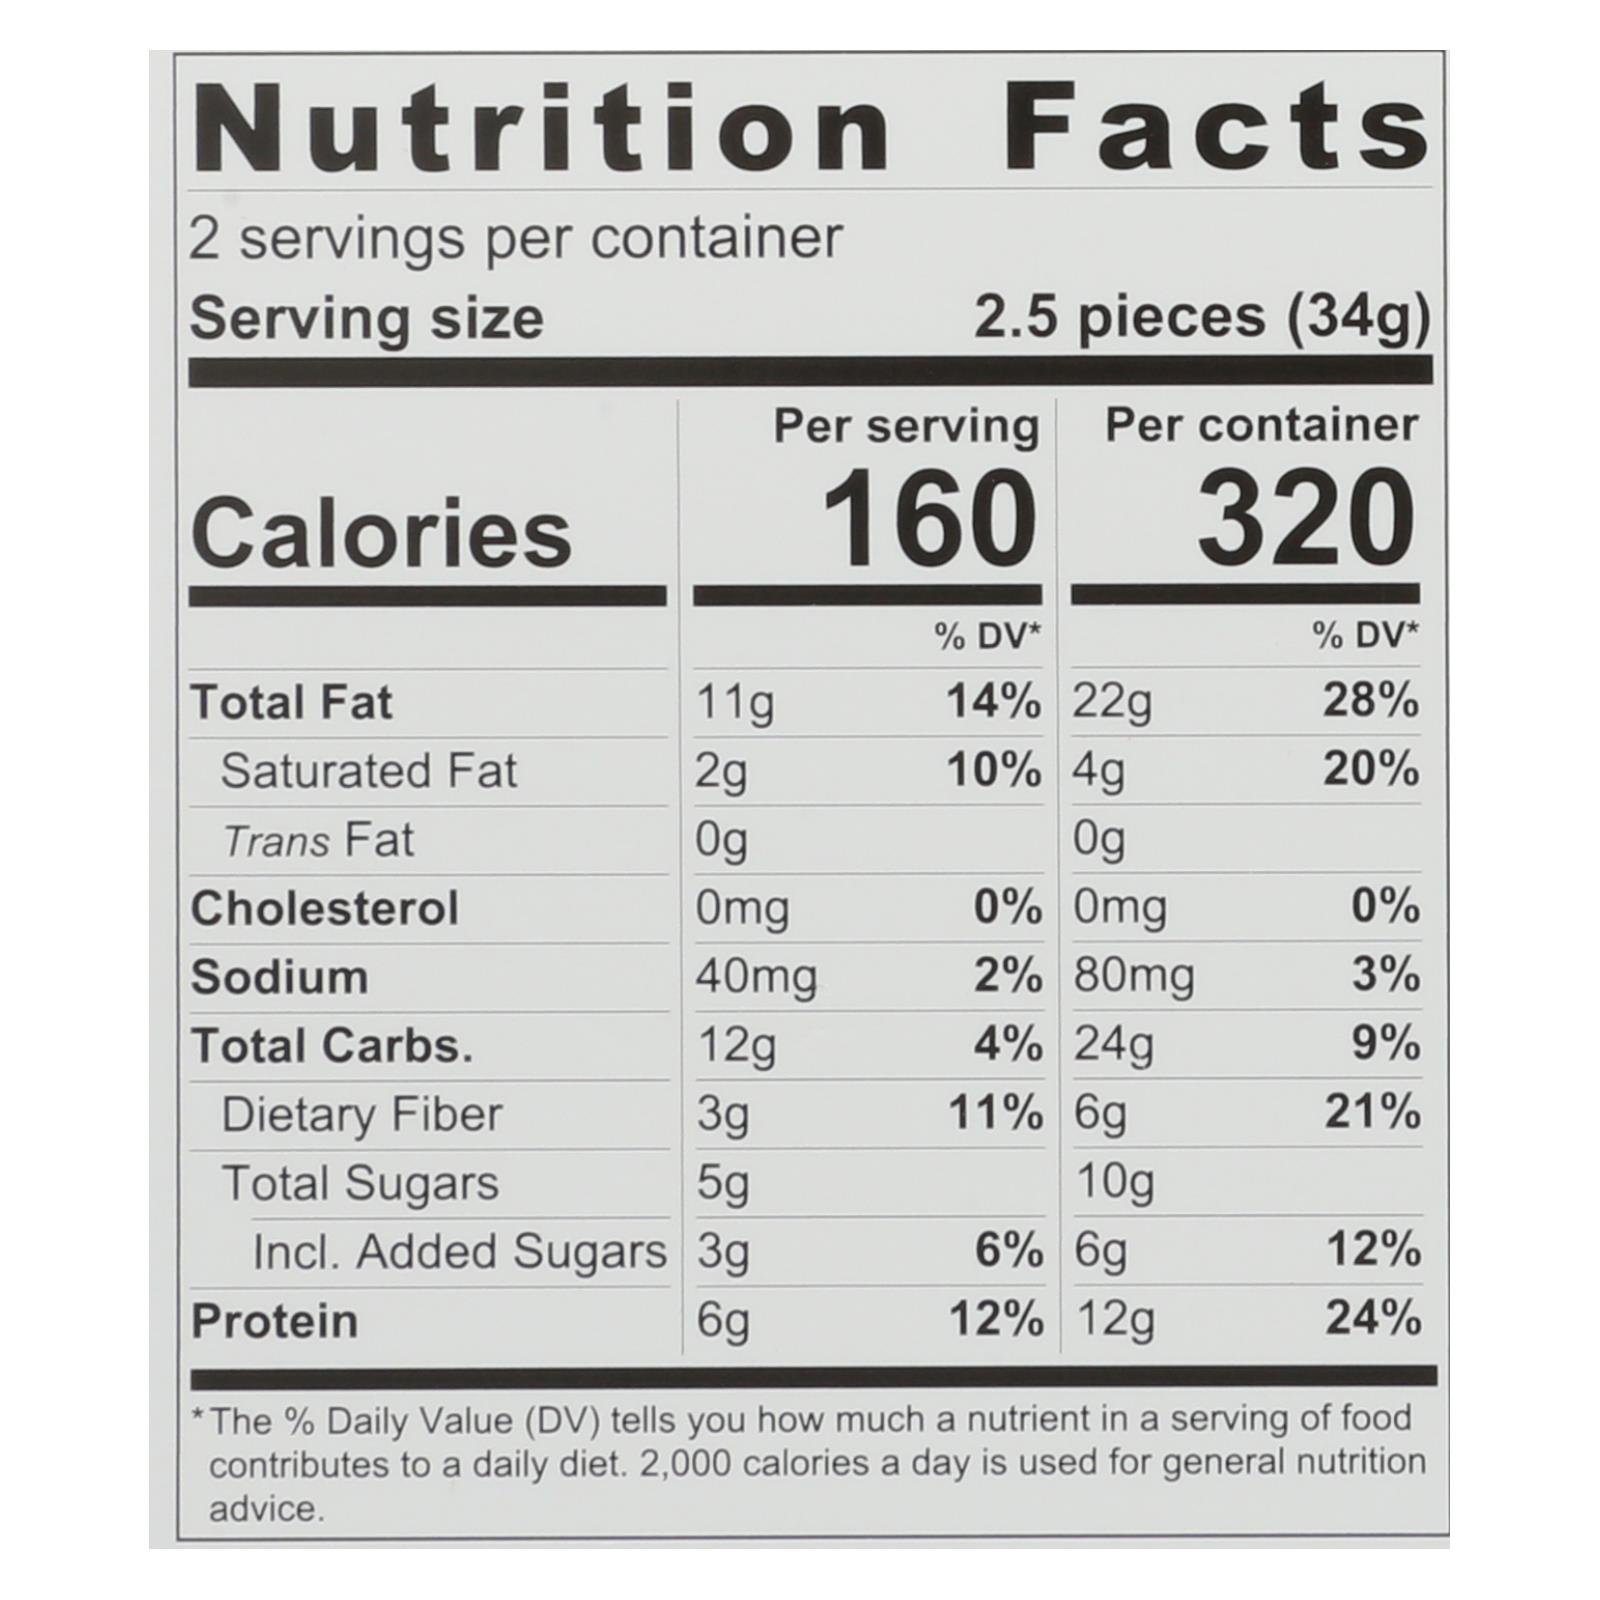 Nutrition Facts
2 servings per container
Serving size 2.5 pieces (34g)
Per serving Per container
Calories 160 320
% DV* % DV*
Total Fat 11g 14% 22g 28%
Saturated Fat 2g 10% 4g 20%
Trans Fat 0g 0g
Cholesterol 0mg 0% 0mg 0%
Sodium 40mg 2% 80mg 3%
Total Carbs. 12g 4% 24g 9%
Dietary Fiber 3g 11% 6g 21%
Total Sugars 5g 10g
Incl. Added Sugars 3g 6% 6g 12%
Protein 6g 12% 12g 24%
*The % Daily Value (DV) tells you how much a nutrient in a serving of food
contributes to a daily diet. 2,000 calories a day is used for general nutrition
advice.